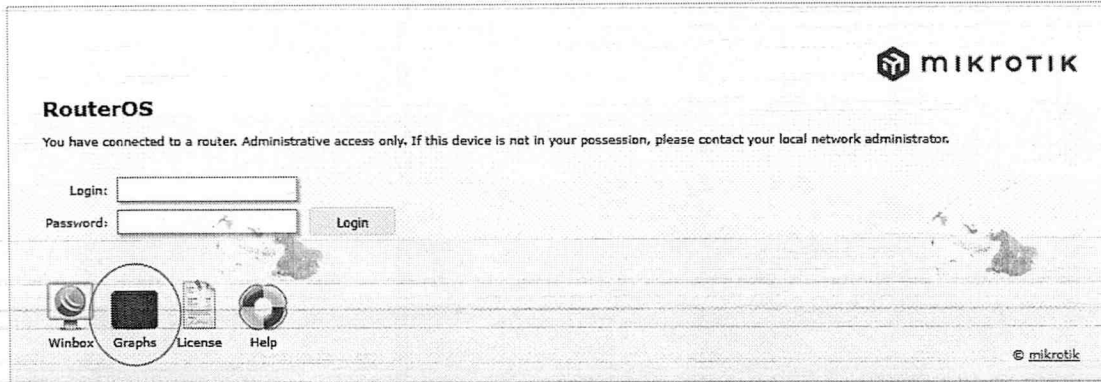 mikrotik
RouterOS
You have connected to a router. Administrative access only. If this device is not in your possession, please contact your local network administrator.
Login:
Password:
Login
Winbox
Graphs
License
Help
© mikrotik